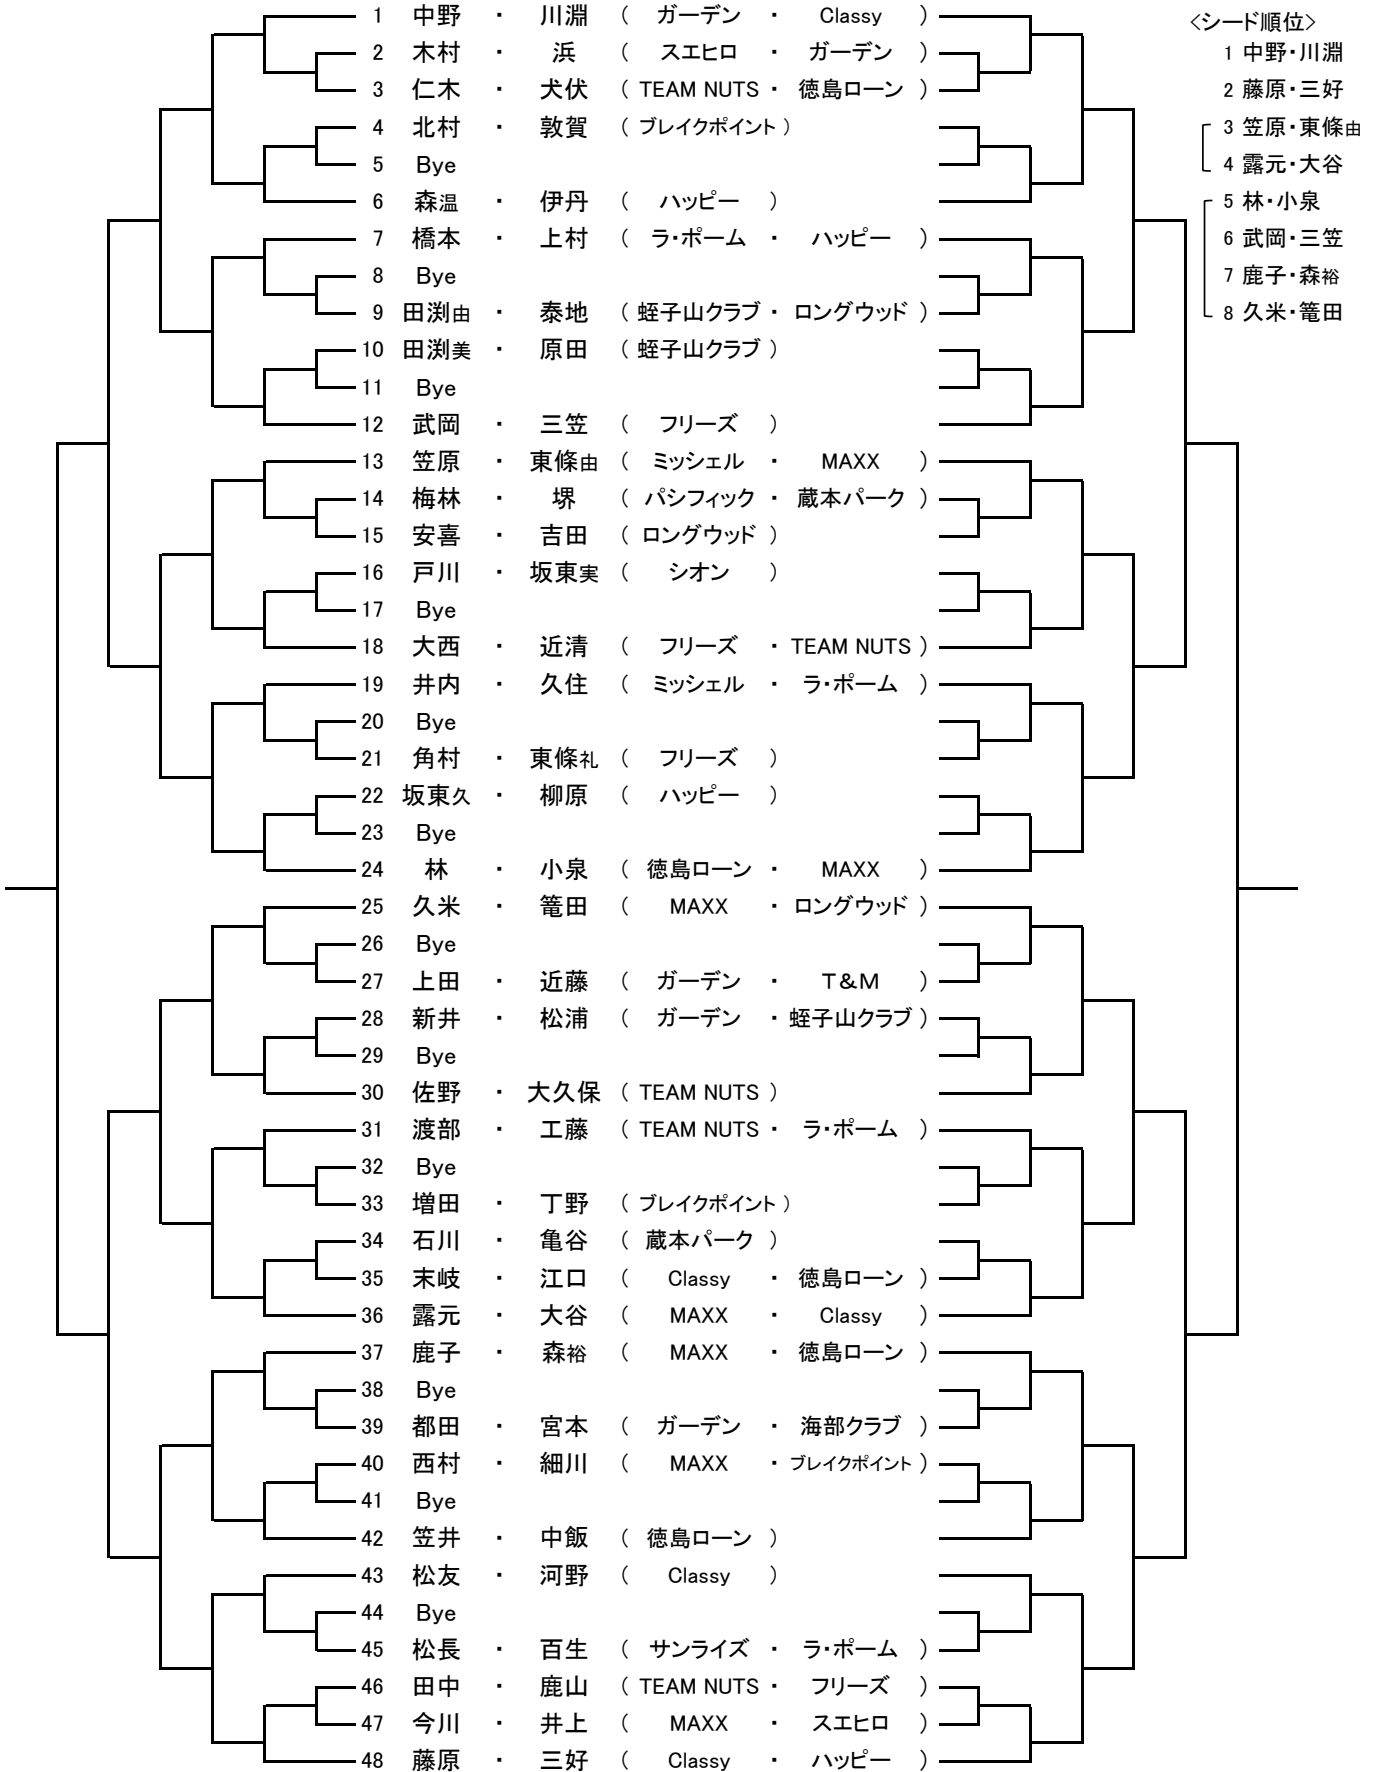 1 中野 ・ 川淵 ( ガーデン ・ Classy )
2 木村 ・ 浜 ( スエヒロ ・ ガーデン )
3 仁木 ・ 犬伏 ( TEAM NUTS ・ 徳島ローン )
4 北村 ・ 敦賀 ( ブレイクポイント )
5 Bye
6 森温 ・ 伊丹 ( ハッピー )
7 橋本 ・ 上村 ( ラ・ポーム ・ ハッピー )
8 Bye
9 田渕由 ・ 泰地 ( 蛭子山クラブ ・ ロングウッド )
10 田渕美 ・ 原田 ( 蛭子山クラブ )
11 Bye
12 武岡 ・ 三笠 ( フリーズ )
13 笠原 ・ 東條由 ( ミッシェル ・ MAXX )
14 梅林 ・ 堺 ( パシフィック ・ 蔵本パーク )
15 安喜 ・ 吉田 ( ロングウッド )
16 戸川 ・ 坂東実 ( シオン )
17 Bye
18 大西 ・ 近清 ( フリーズ ・ TEAM NUTS )
19 井内 ・ 久住 ( ミッシェル ・ ラ・ポーム )
20 Bye
21 角村 ・ 東條礼 ( フリーズ )
22 坂東久 ・ 柳原 ( ハッピー )
23 Bye
24 林 ・ 小泉 ( 徳島ローン ・ MAXX )
25 久米 ・ 篭田 ( MAXX ・ ロングウッド )
26 Bye
27 上田 ・ 近藤 ( ガーデン ・ T&M )
28 新井 ・ 松浦 ( ガーデン ・ 蛭子山クラブ )
29 Bye
30 佐野 ・ 大久保 ( TEAM NUTS )
31 渡部 ・ 工藤 ( TEAM NUTS ・ ラ・ポーム )
32 Bye
33 増田 ・ 丁野 ( ブレイクポイント )
34 石川 ・ 亀谷 ( 蔵本パーク )
35 末岐 ・ 江口 ( Classy ・ 徳島ローン )
36 露元 ・ 大谷 ( MAXX ・ Classy )
37 鹿子 ・ 森裕 ( MAXX ・ 徳島ローン )
38 Bye
39 都田 ・ 宮本 ( ガーデン ・ 海部クラブ )
40 西村 ・ 細川 ( MAXX ・ ブレイクポイント )
41 Bye
42 笠井 ・ 中飯 ( 徳島ローン )
43 松友 ・ 河野 ( Classy )
44 Bye
45 松長 ・ 百生 ( サンライズ ・ ラ・ポーム )
46 田中 ・ 鹿山 ( TEAM NUTS ・ フリーズ )
47 今川 ・ 井上 ( MAXX ・ スエヒロ )
48 藤原 ・ 三好 ( Classy ・ ハッピー )
<シード順位>
1 中野・川淵
2 藤原・三好
3 笠原・東條由
4 露元・大谷
5 林・小泉
6 武岡・三笠
7 鹿子・森裕
8 久米・篭田